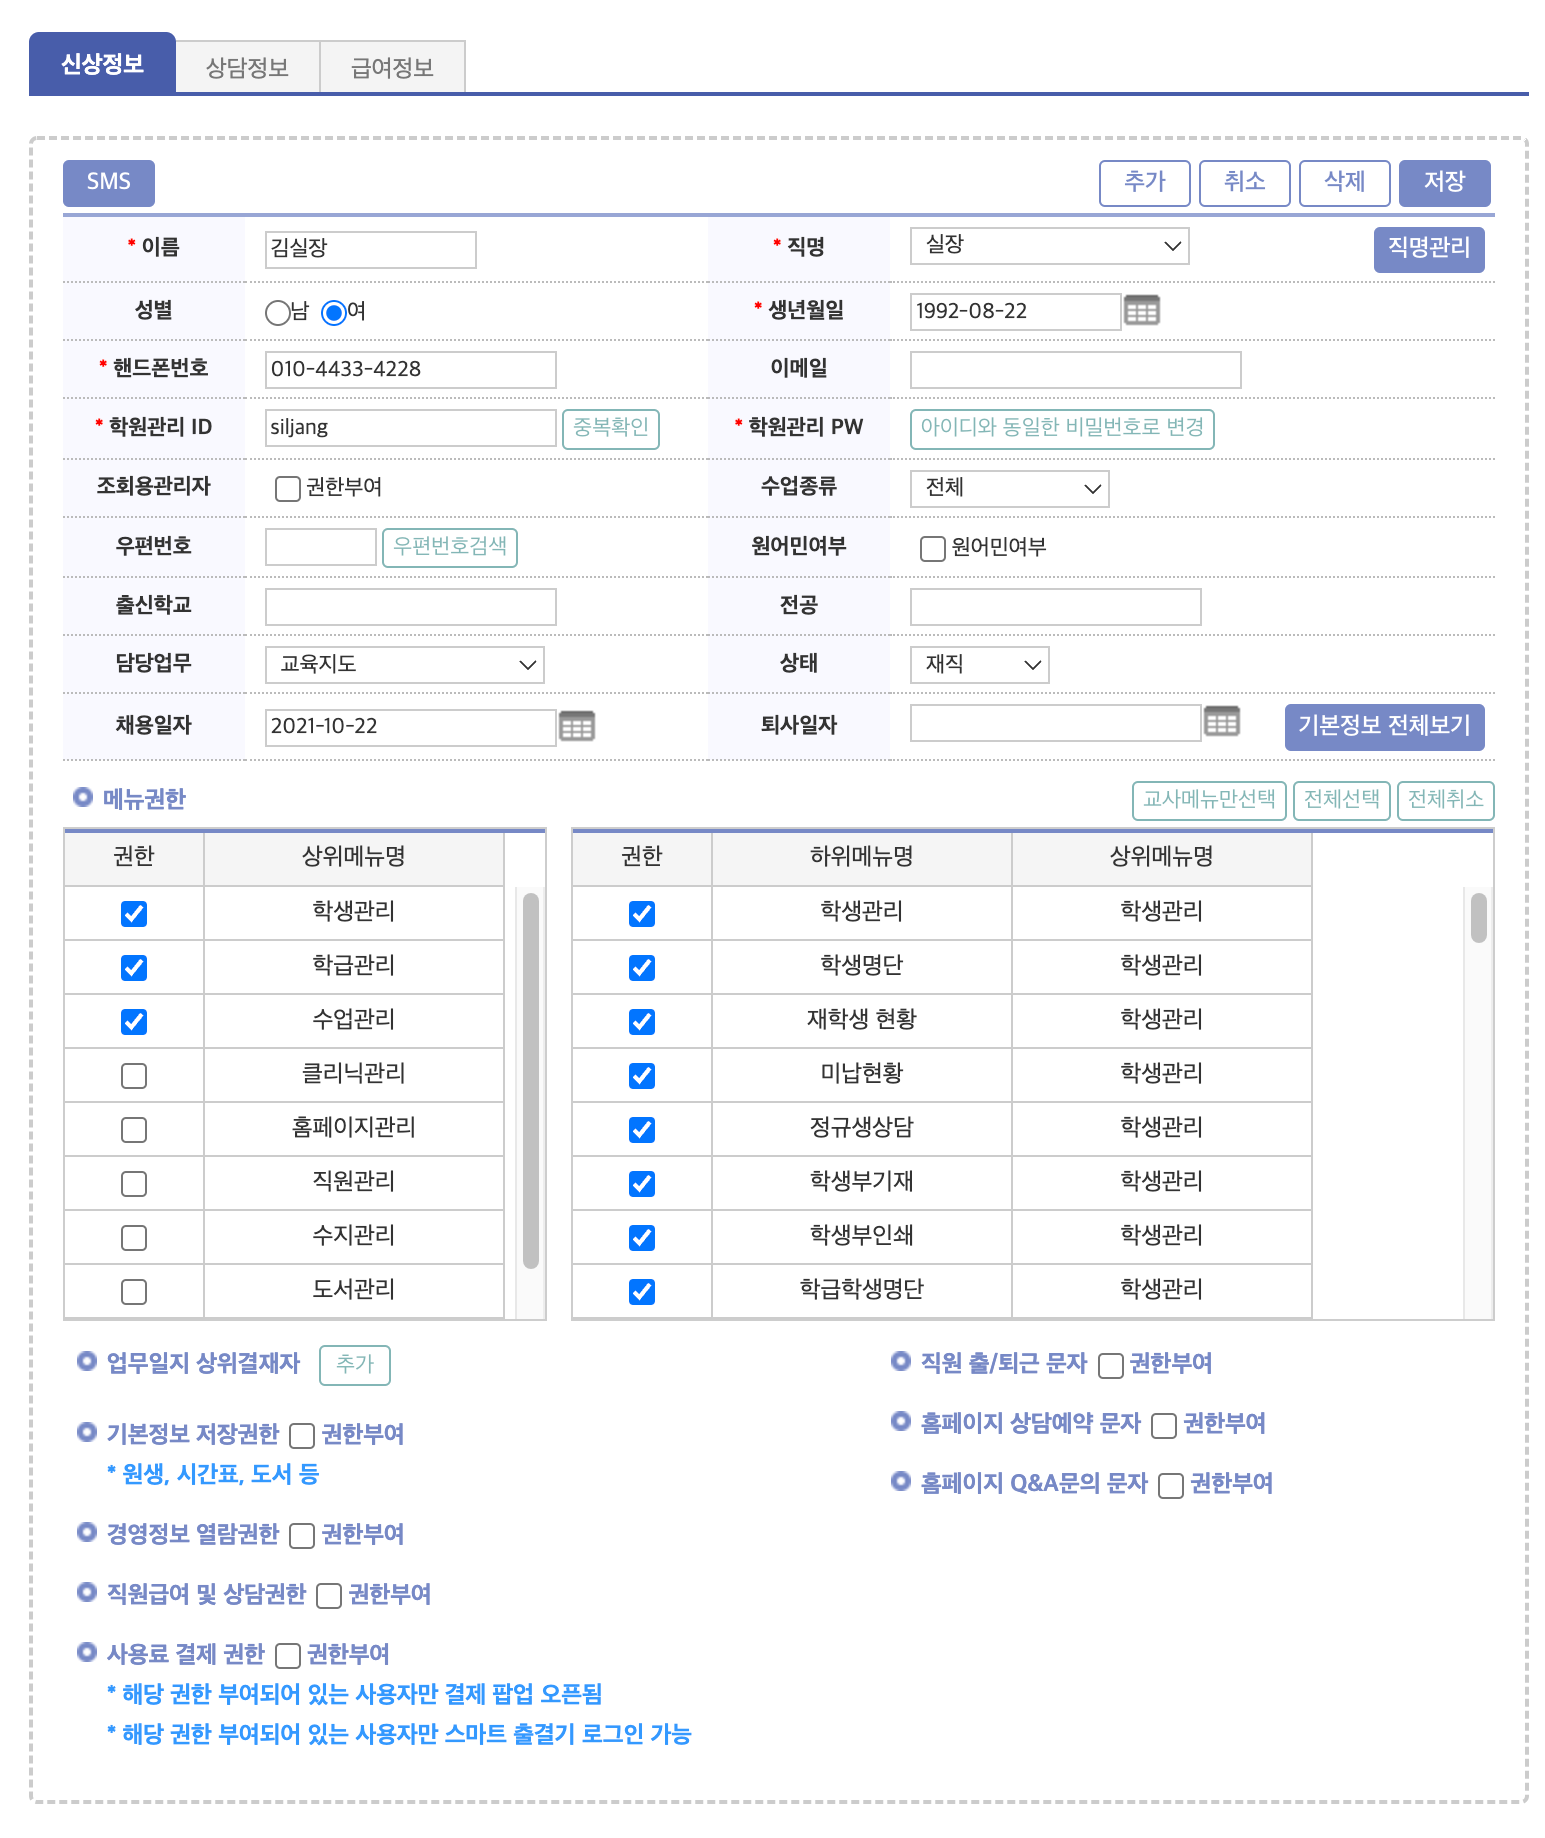 신상정보 상담정보 급여정보
SMS 추가 취소 삭제 저장
* 이름 김실장 * 직명 실장 직명관리
성별 남 여 * 생년월일 1992-08-22
* 핸드폰번호 010-4433-4228 이메일
* 학원관리 ID siljang 중복확인 * 학원관리 PW 아이디와 동일한 비밀번호로 변경
조회용관리자 권한부여 수업종류 전체
우편번호 우편번호검색 원어민여부 원어민여부
출신학교 전공
담당업무 교육지도 상태 재직
채용일자 2021-10-22 퇴사일자 기본정보 전체보기
메뉴권한 교사메뉴만선택 전체선택 전체취소
권한 상위메뉴명 권한 하위메뉴명 상위메뉴명
학생관리 학생관리 학생관리
학급관리 학생명단 학생관리
수업관리 재학생 현황 학생관리
클리닉관리 미납현황 학생관리
홈페이지관리 정규생상담 학생관리
직원관리 학생부기재 학생관리
수지관리 학생부인쇄 학생관리
도서관리 학급학생명단 학생관리
업무일지 상위결재자 추가 직원 출/퇴근 문자 권한부여
홈페이지 상담예약 문자 권한부여
기본정보 저장권한 권한부여
* 원생, 시간표, 도서 등
홈페이지 Q&A문의 문자 권한부여
경영정보 열람권한 권한부여
직원급여 및 상담권한 권한부여
사용료 결제 권한 권한부여
* 해당 권한 부여되어 있는 사용자만 결제 팝업 오픈됨
* 해당 권한 부여되어 있는 사용자만 스마트 출결기 로그인 가능